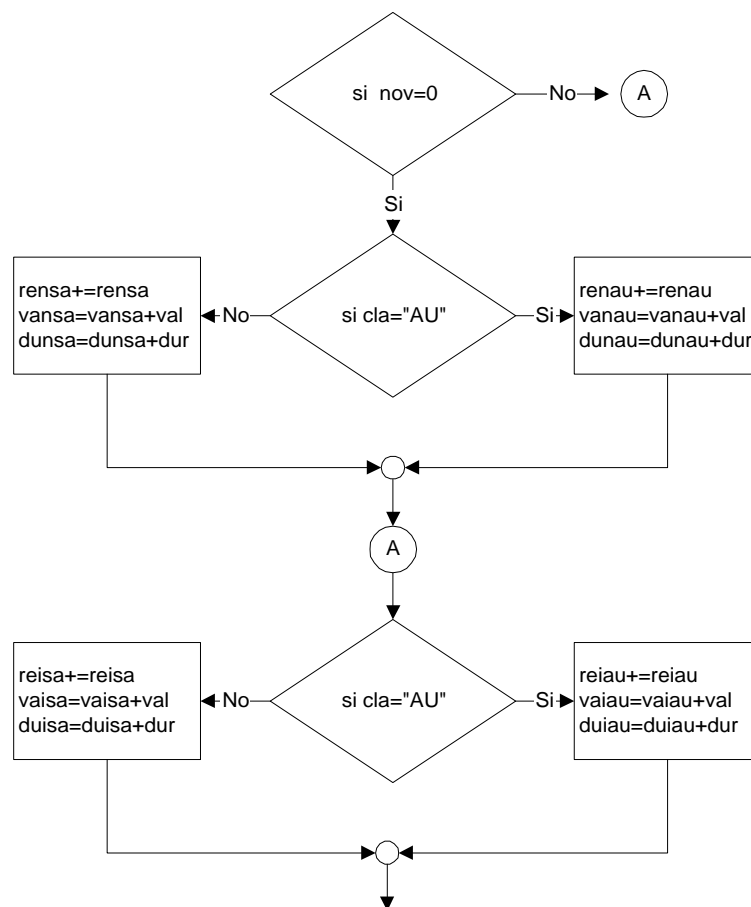 si nov=0
No
A
Si
rensa+=rensa
vansa=vansa+val
dunsa=dunsa+dur
No
si cla="AU"
Si
renau+=renau
vanau=vanau+val
dunau=dunau+dur
A
reisa+=reisa
vaisa=vaisa+val
duisa=duisa+dur
No
si cla="AU"
Si
reiau+=reiau
vaiau=vaiau+val
duiau=duiau+dur